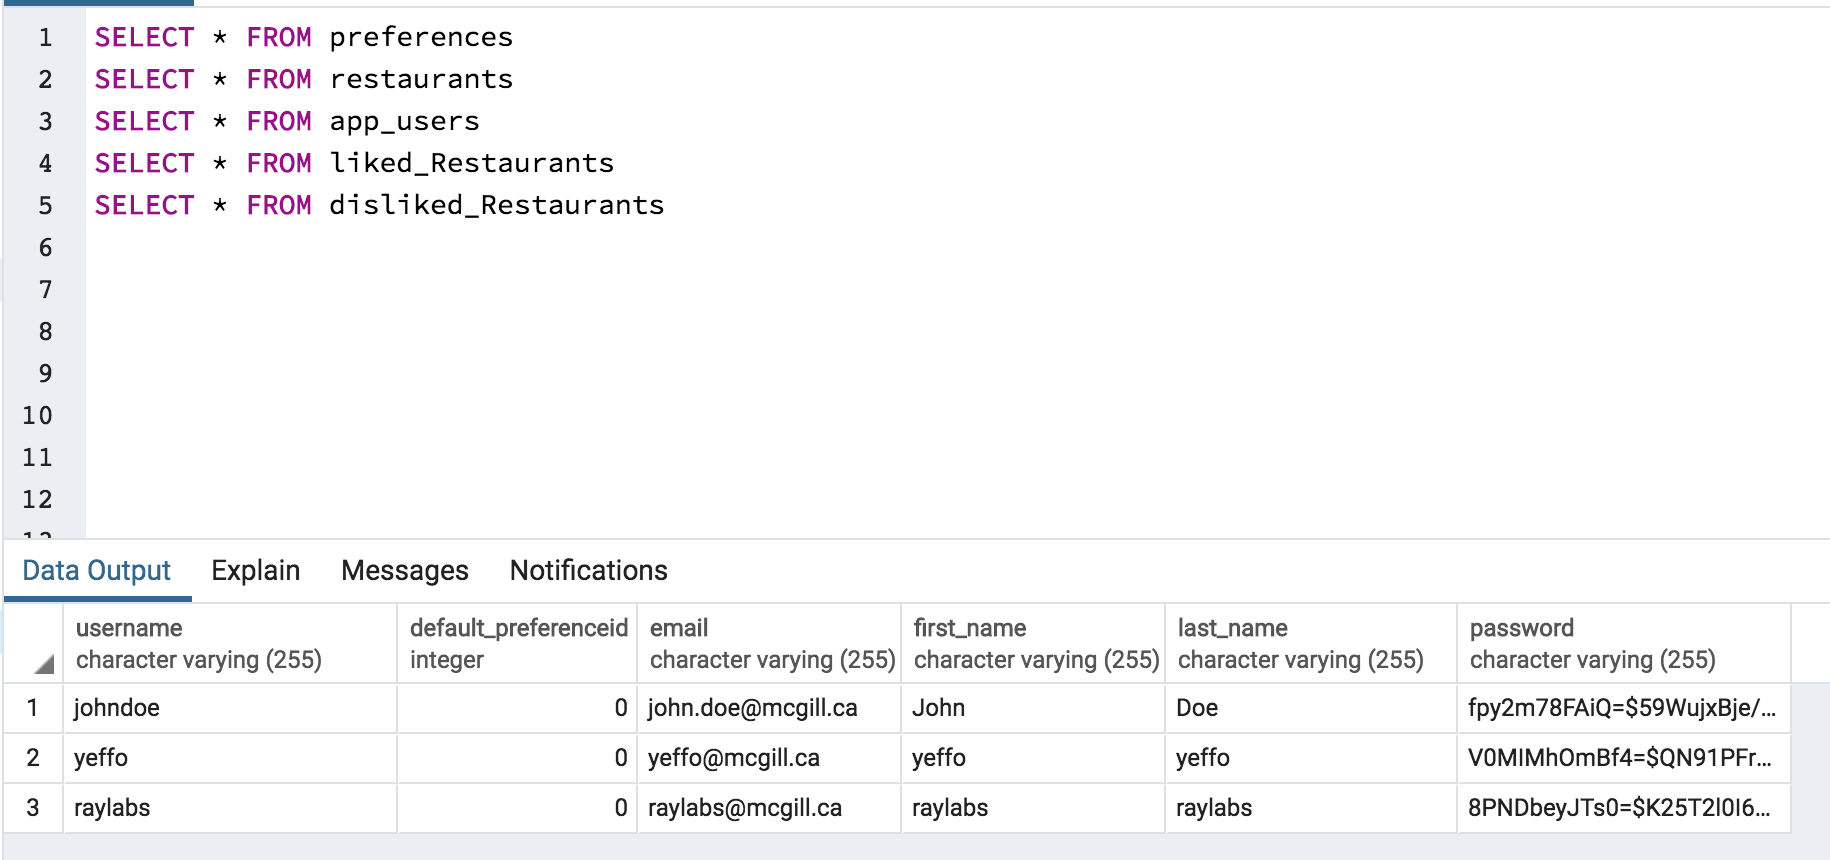 1 SELECT * FROM preferences
2 SELECT * FROM restaurants
3 SELECT * FROM app_users
4 SELECT * FROM liked_Restaurants
5 SELECT * FROM disliked_Restaurants
6
7
8
9
10
11
12
Data Output Explain Messages Notifications
username default_preferenceid email first_name last_name password
character varying (255) integer character varying (255) character varying (255) character varying (255) character varying (255)
1 johndoe 0 john.doe@mcgill.ca John Doe fpy2m78FAiQ=$59WujxBje/...
2 yeffo 0 yeffo@mcgill.ca yeffo yeffo V0MIMhOmBf4=$QN91PFr...
3 raylabs 0 raylabs@mcgill.ca raylabs raylabs 8PNDbeyJTs0=$K25T2l0I6...